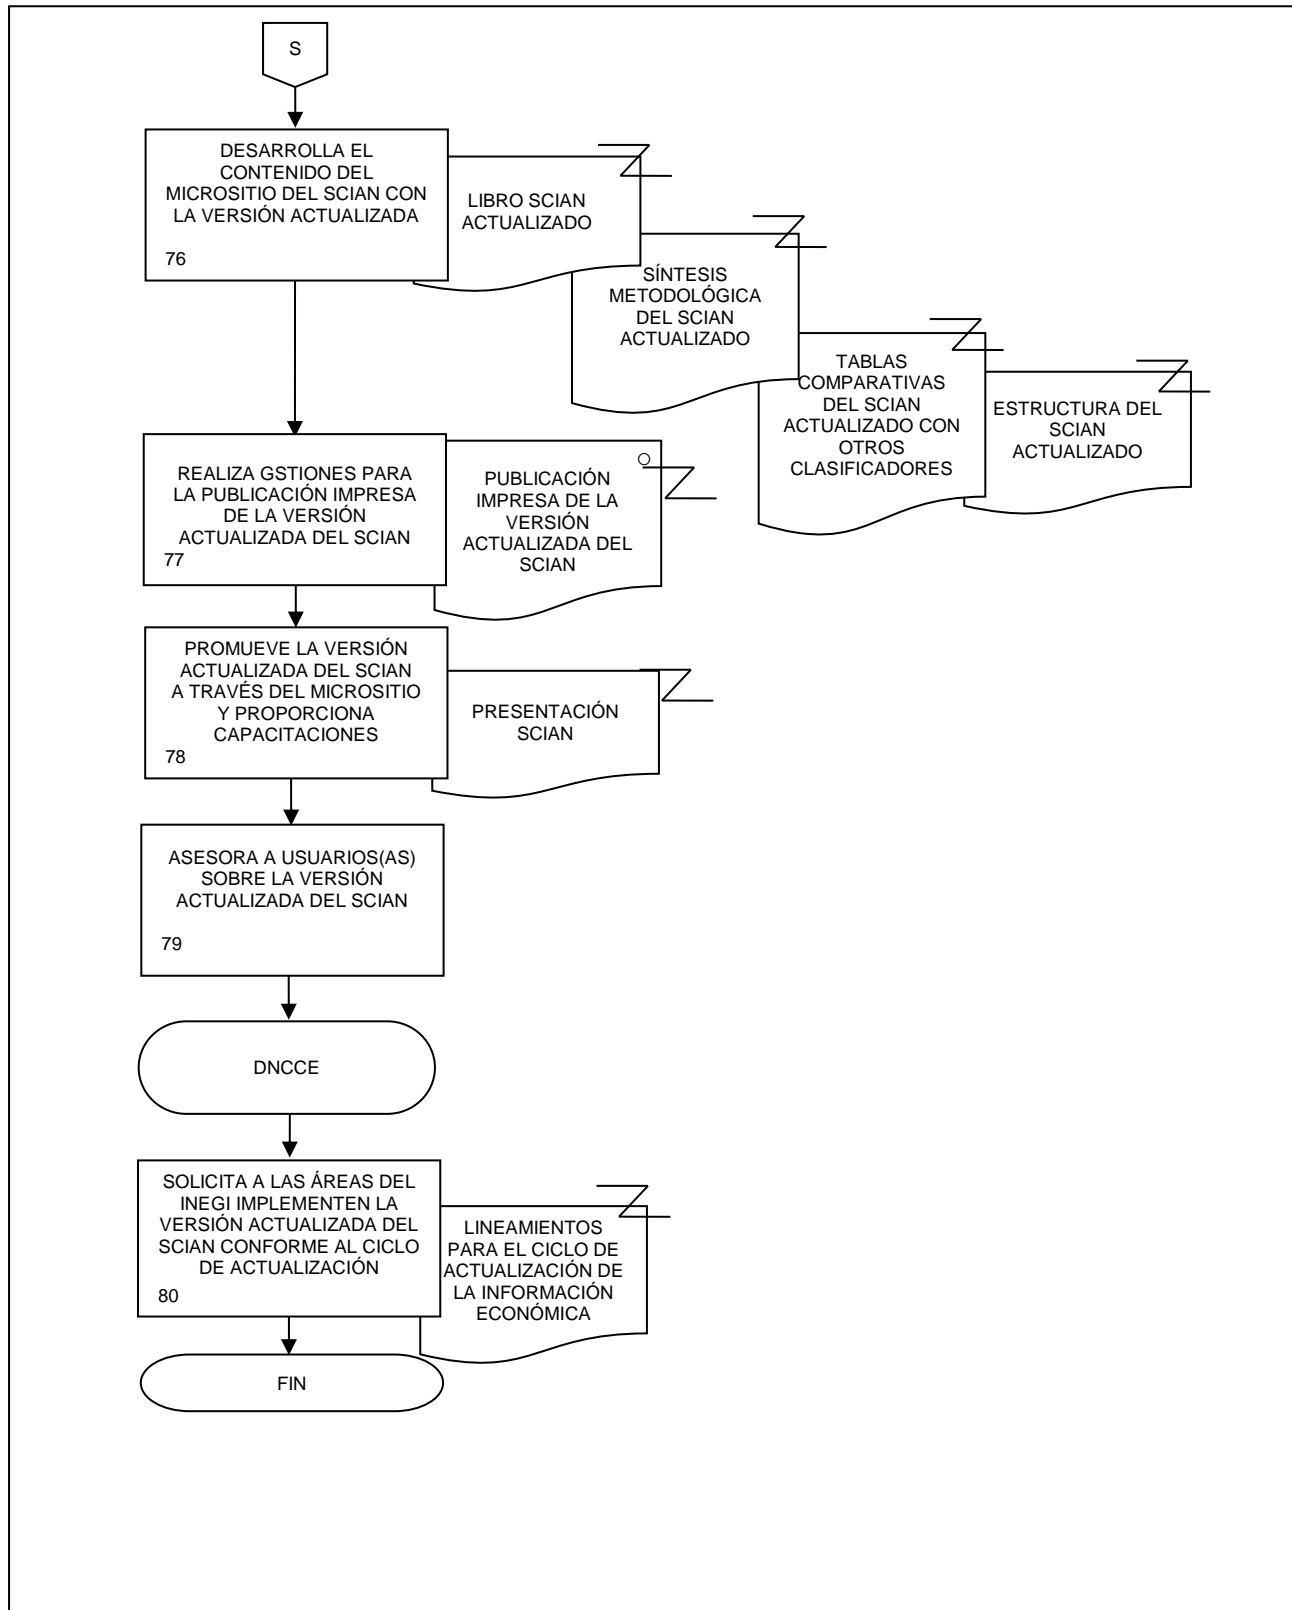 S
DESARROLLA EL
CONTENIDO DEL
MICROSITIO DEL SCIAN CON
LA VERSIÓN ACTUALIZADA
76
LIBRO SCIAN
ACTUALIZADO
SÍNTESIS
METODOLÓGICA
DEL SCIAN
ACTUALIZADO
TABLAS
COMPARATIVAS
DEL SCIAN
ACTUALIZADO CON
OTROS
CLASIFICADORES
ESTRUCTURA DEL
SCIAN
ACTUALIZADO
REALIZA GSTIONES PARA
LA PUBLICACIÓN IMPRESA
DE LA VERSIÓN
ACTUALIZADA DEL SCIAN
77
O
PUBLICACIÓN
IMPRESA DE LA
VERSIÓN
ACTUALIZADA DEL
SCIAN
PROMUEVE LA VERSIÓN
ACTUALIZADA DEL SCIAN
A TRAVÉS DEL MICROSITIO
Y PROPORCIONA
CAPACITACIONES
78
PRESENTACIÓN
SCIAN
ASESORA A USUARIOS(AS)
SOBRE LA VERSIÓN
ACTUALIZADA DEL SCIAN
79
DNCCE
SOLICITA A LAS ÁREAS DEL
INEGI IMPLEMENTEN LA
VERSIÓN ACTUALIZADA DEL
SCIAN CONFORME AL CICLO
DE ACTUALIZACIÓN
80
LINEAMIENTOS
PARA EL CICLO DE
ACTUALIZACIÓN DE
LA INFORMACIÓN
ECONÓMICA
FIN